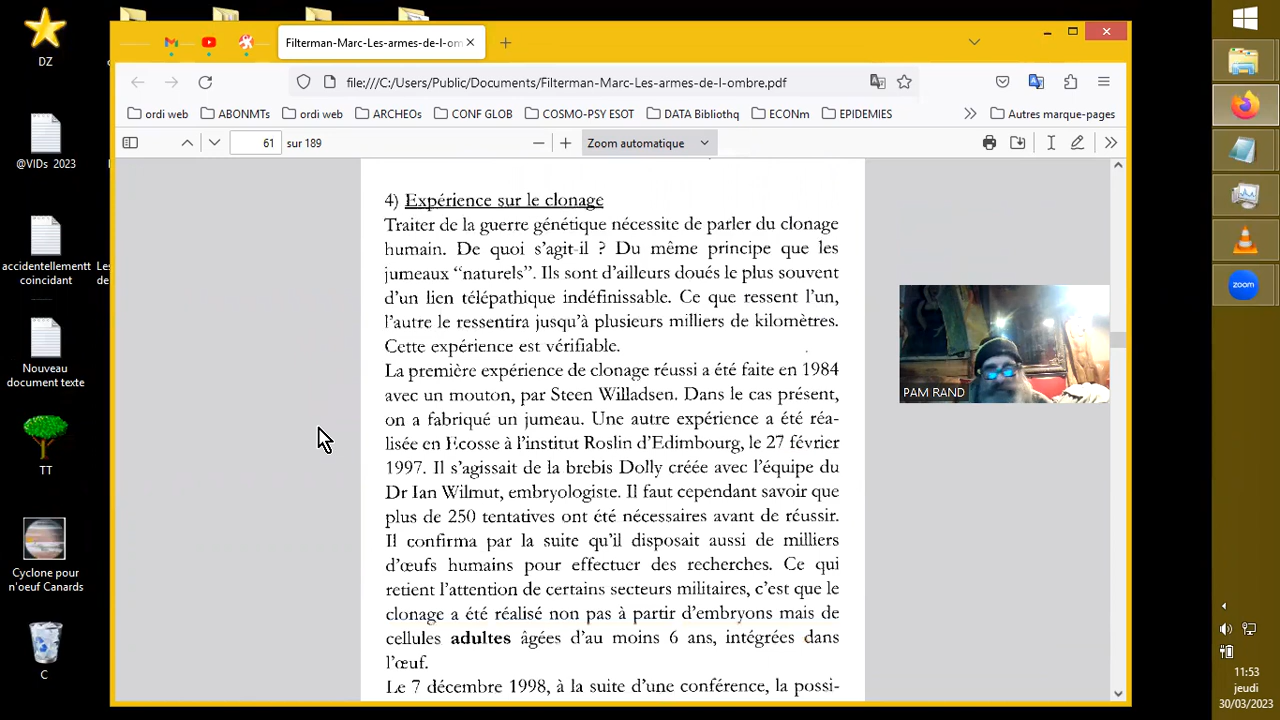 DZ
@VIDs 2023
accidentellementt
coincidant
Nouveau
document texte
TT
Cyclone pour
n'oeuf Canards
C
Filterman-Marc-Les-armes-de-l-om
file:///C:/Users/Public/Documents/Filterman-Marc-Les-armes-de-l-ombre.pdf
ordi web
ABONMTs
ordi web
ARCHEOs
CONF GLOB
COSMO-PSY ESOT
DATA Bibliothq
ECONm
EPIDEMIES
Autres marque-pages
61 sur 189
Zoom automatique
4) Expérience sur le clonage
Traiter de la guerre génétique nécessite de parler du clonage
humain. De quoi s'agit-il ? Du même principe que les
jumeaux "naturels". Ils sont d'ailleurs doués le plus souvent
d'un lien télépathique indéfinissable. Ce que ressent l'un,
l'autre le ressentira jusqu'à plusieurs milliers de kilomètres.
Cette expérience est vérifiable.
La première expérience de clonage réussi a été faite en 1984
avec un mouton, par Steen Willadsen. Dans le cas présent,
on a fabriqué un jumeau. Une autre expérience a été réa-
lisée en Ecosse à l'institut Roslin d'Edimbourg, le 27 février
1997. Il s'agissait de la brebis Dolly créée avec l'équipe du
Dr Ian Wilmut, embryologiste. Il faut cependant savoir que
plus de 250 tentatives ont été nécessaires avant de réussir.
Il confirma par la suite qu'il disposait aussi de milliers
d'œufs humains pour effectuer des recherches. Ce qui
retient l'attention de certains secteurs militaires, c'est que le
clonage a été réalisé non pas à partir d'embryons mais de
cellules adultes âgées d'au moins 6 ans, intégrées dans
l'œuf.
Le 7 décembre 1998, à la suite d'une conférence, la possi-
PAM RAND
zoom
11:53
jeudi
30/03/2023